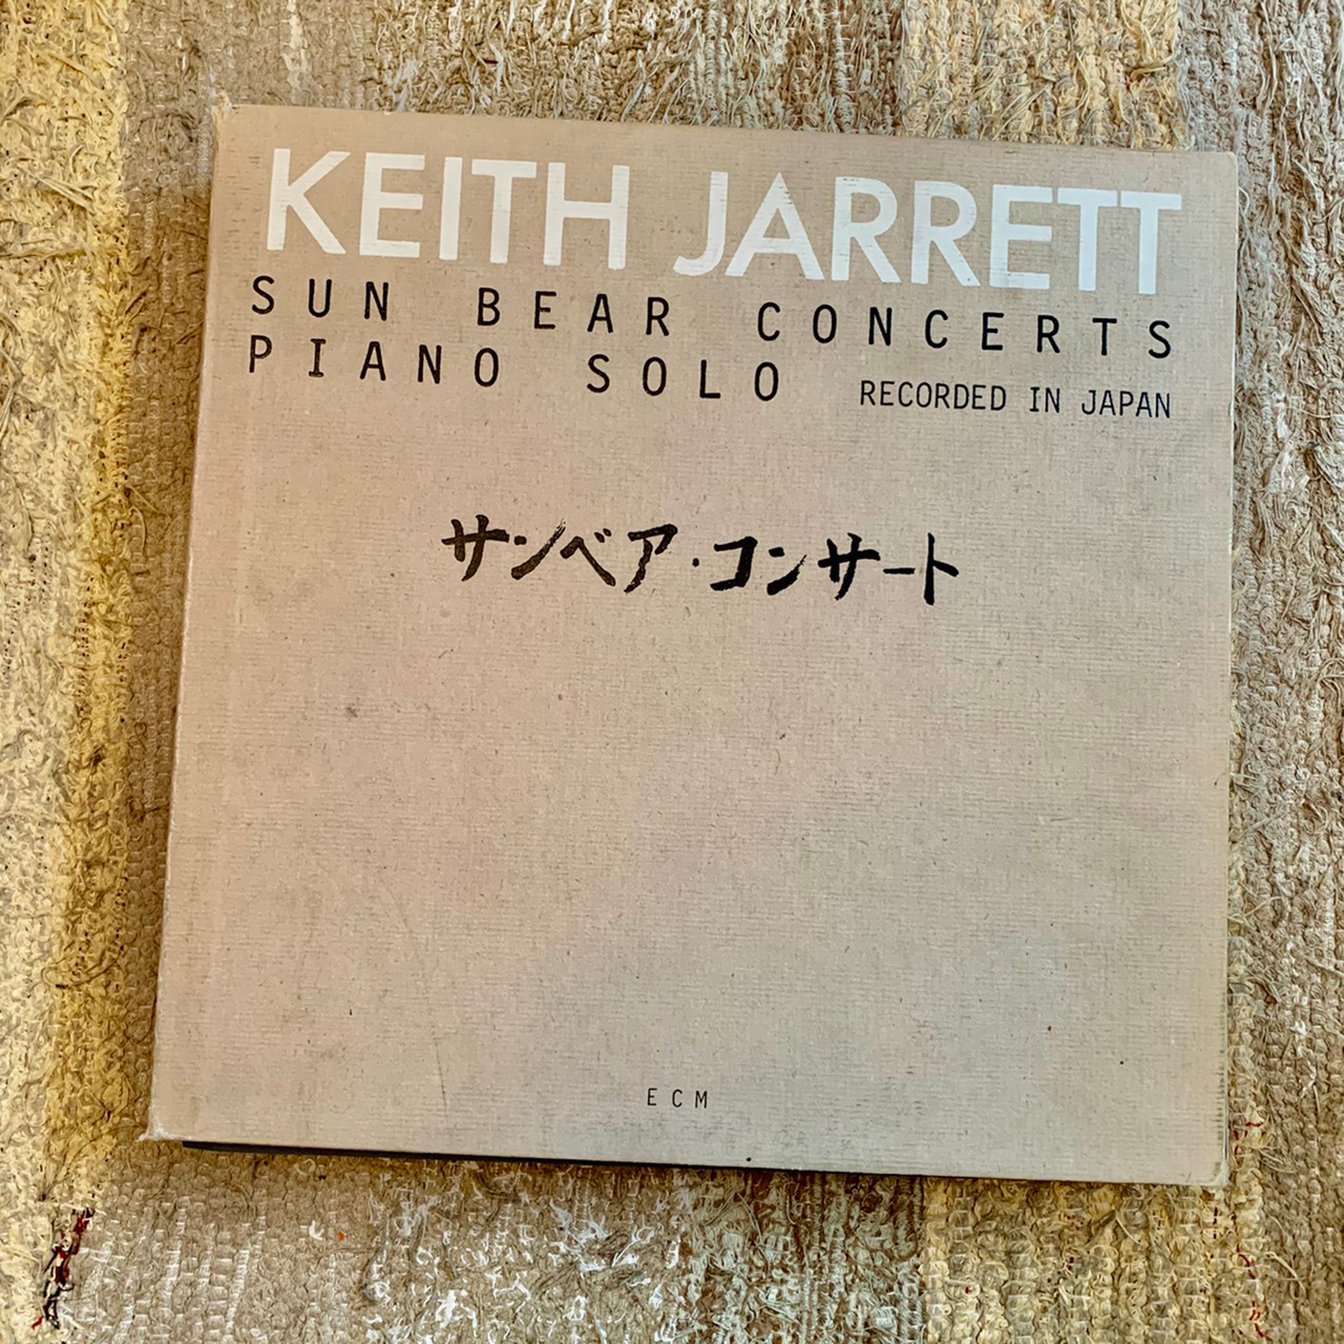 KEITH JARRETT
SUN BEAR CONCERTS
PIANO SOLO RECORDED IN JAPAN
サンベア・コンサート
ECM